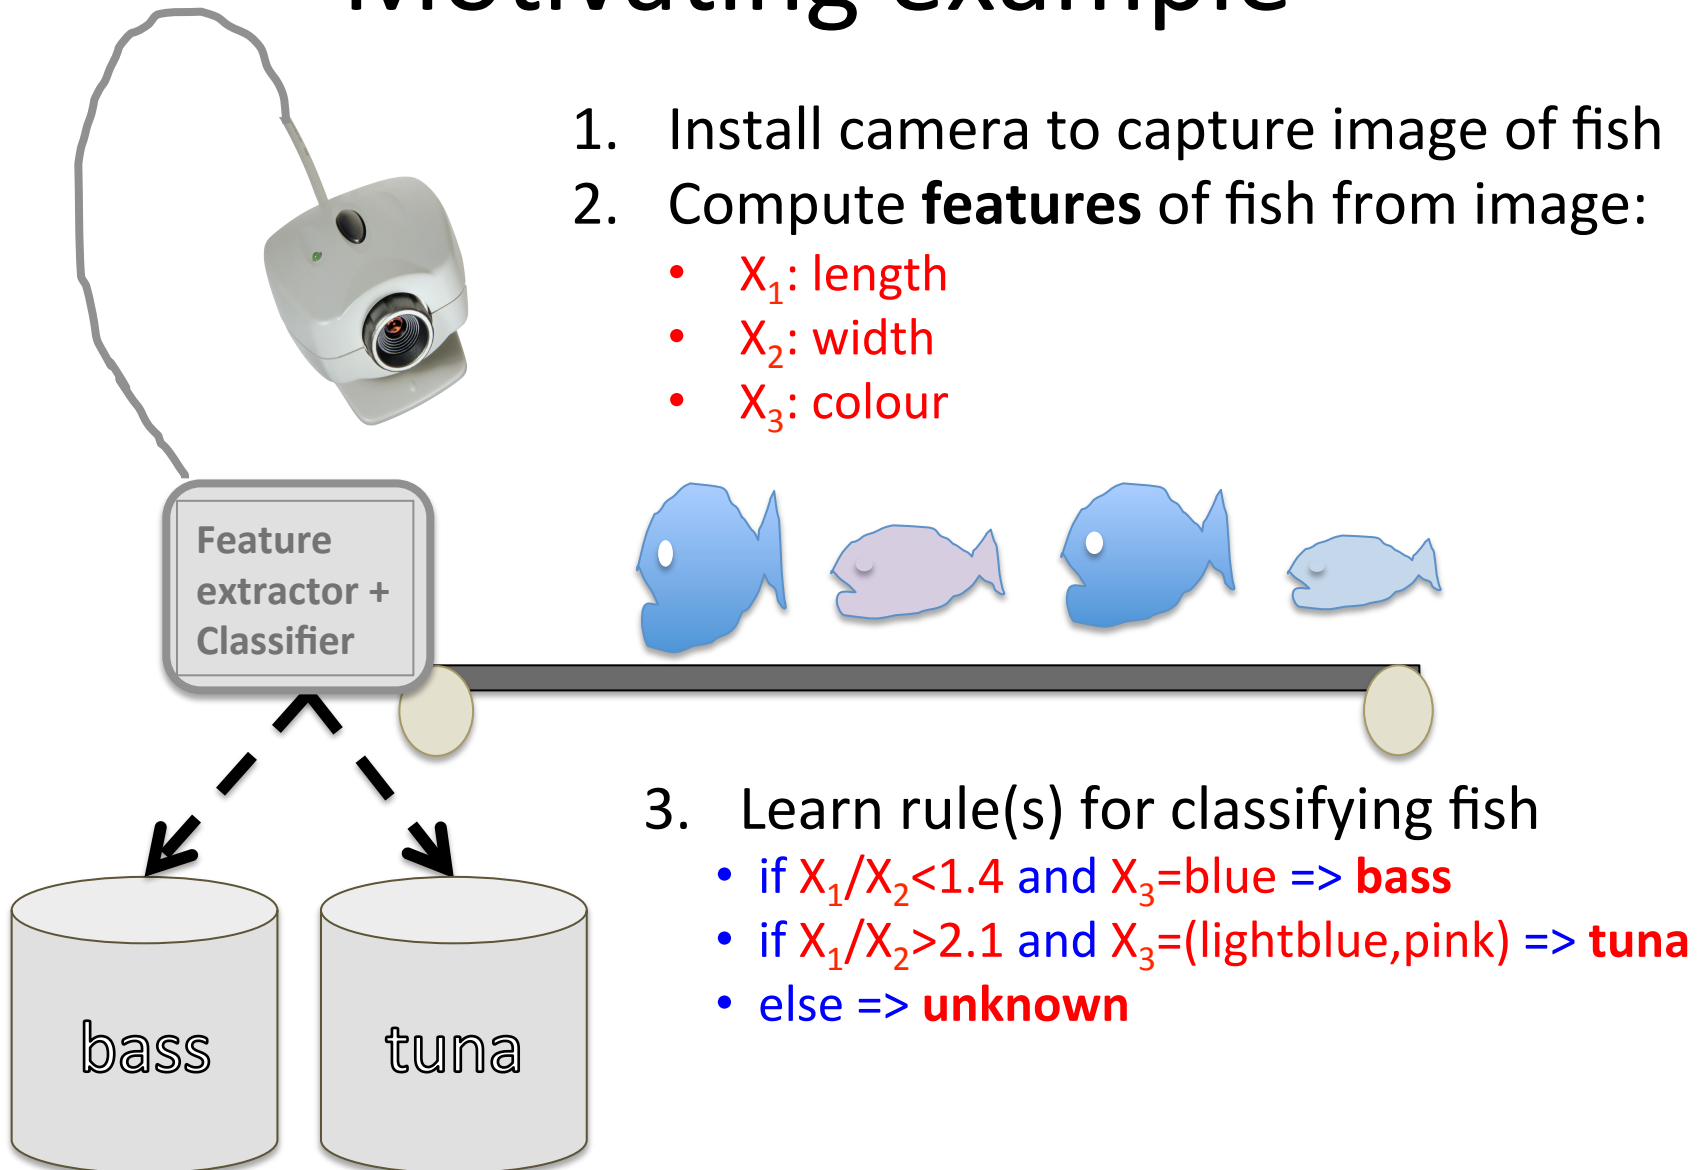 Motivating example
1. Install camera to capture image of fish
2. Compute features of fish from image:
• X₁: length
• X₂: width
• X₃: colour
Feature
extractor +
Classifier
3. Learn rule(s) for classifying fish
• if X₁/X₂<1.4 and X₃=blue => bass
• if X₁/X₂>2.1 and X₃=(lightblue,pink) => tuna
• else => unknown
bass
tuna